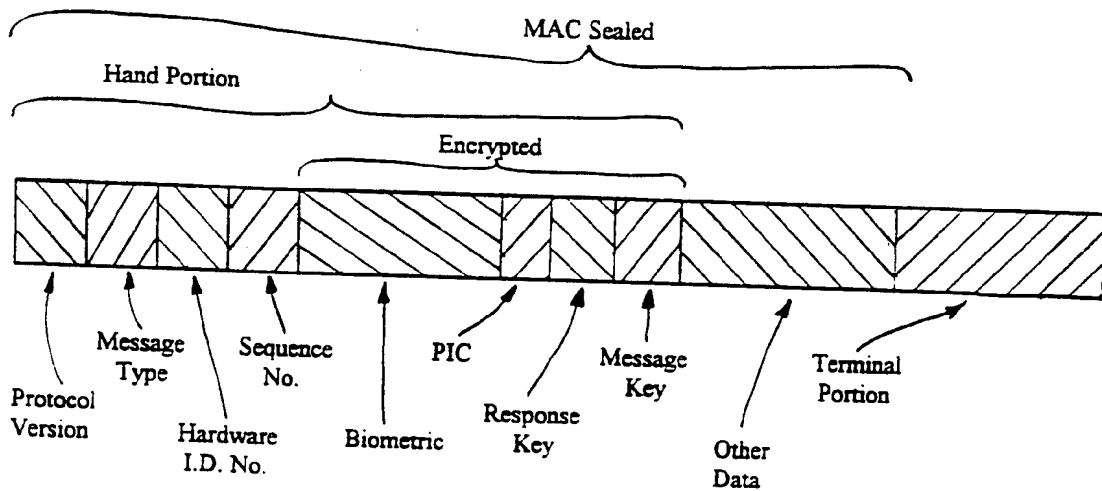 MAC Sealed
Hand Portion
Encrypted
Protocol
Version
Message
Type
Hardware
I.D. No.
Sequence
No.
Biometric
PIC
Response
Key
Message
Key
Other
Data
Terminal
Portion